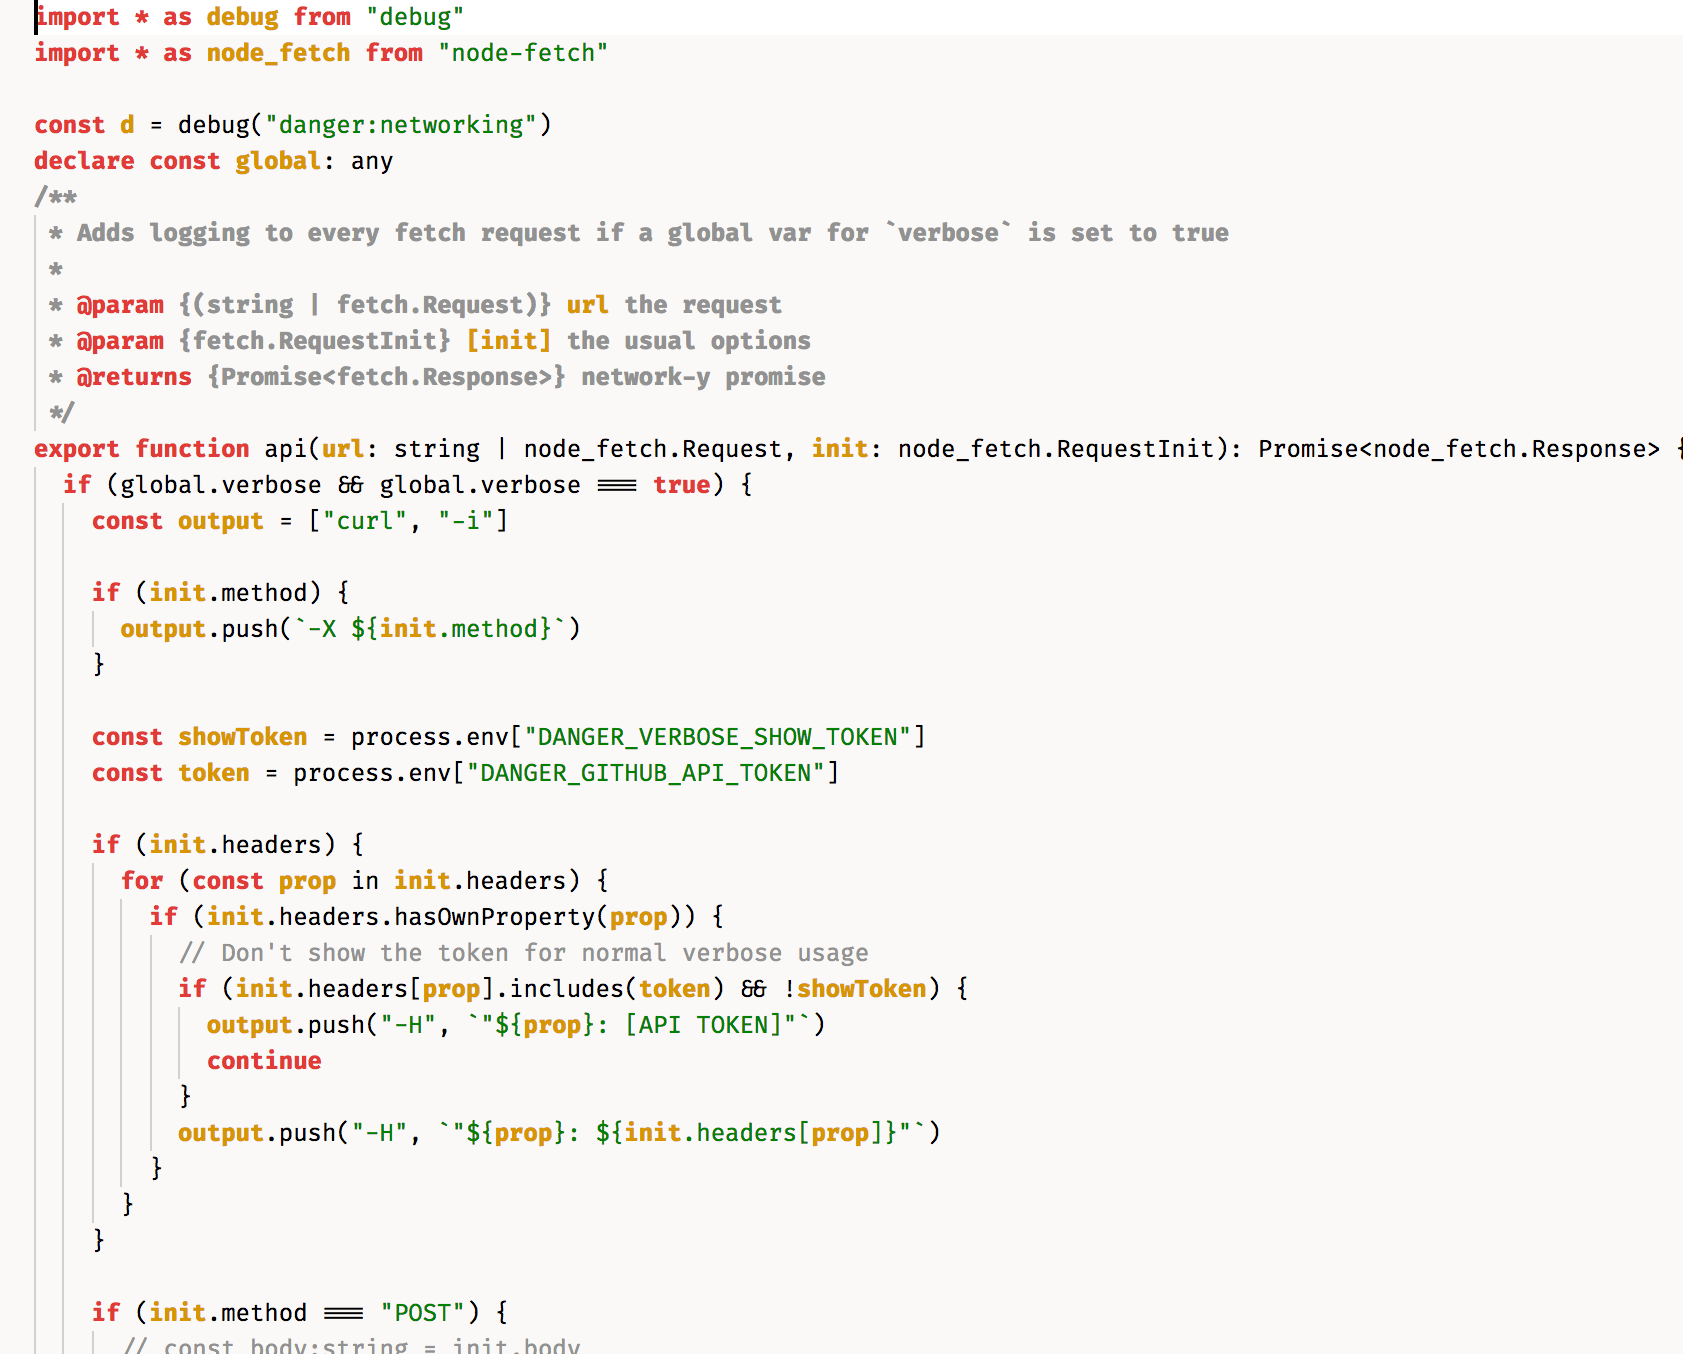 import * as debug from "debug"
import * as node_fetch from "node-fetch"

const d = debug("danger:networking")
declare const global: any
/**
 * Adds logging to every fetch request if a global var for `verbose` is set to true
 *
 * @param {(string | fetch.Request)} url the request
 * @param {fetch.RequestInit} [init] the usual options
 * @returns {Promise<fetch.Response>} network-y promise
 */
export function api(url: string | node_fetch.Request, init: node_fetch.RequestInit): Promise<node_fetch.Response> {
  if (global.verbose && global.verbose === true) {
    const output = ["curl", "-i"]

    if (init.method) {
      output.push(`-X ${init.method}`)
    }

    const showToken = process.env["DANGER_VERBOSE_SHOW_TOKEN"]
    const token = process.env["DANGER_GITHUB_API_TOKEN"]

    if (init.headers) {
      for (const prop in init.headers) {
        if (init.headers.hasOwnProperty(prop)) {
          // Don't show the token for normal verbose usage
          if (init.headers[prop].includes(token) && !showToken) {
            output.push("-H", `"${prop}: [API TOKEN]"`)
            continue
          }
          output.push("-H", `"${prop}: ${init.headers[prop]}"`)
        }
      }
    }

    if (init.method === "POST") {
      // const body:string = init.body